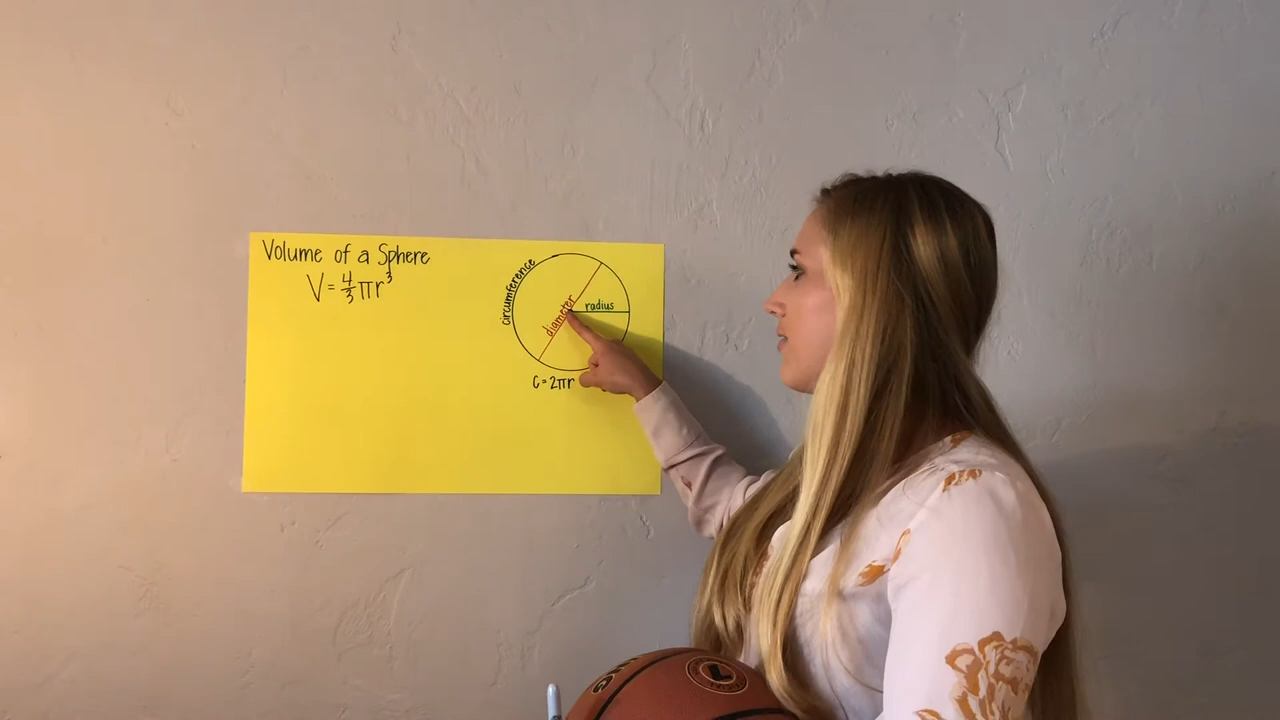 Volume of a Sphere
V = 4/3 πr³
circumference
diameter
radius
C = 2πr